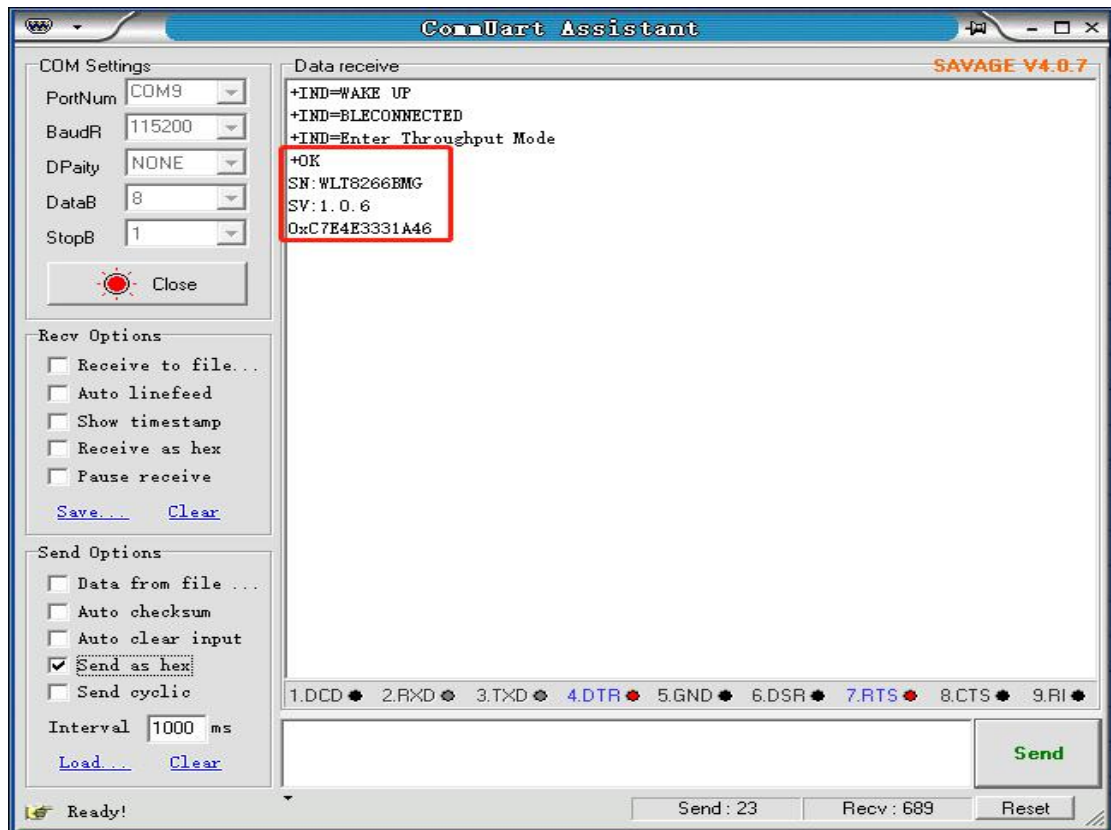 CommUart Assistant
COM Settings
PortNum COM9
BaudR 115200
DPaity NONE
DataB 8
StopB 1
Close
Recv Options
Receive to file...
Auto linefeed
Show timestamp
Receive as hex
Pause receive
Save... Clear
Send Options
Data from file ...
Auto checksum
Auto clear input
Send as hex
Send cyclic
Interval 1000 ms
Load... Clear
Data receive
SAVAGE V4.0.7
+IND=WAKE UP
+IND=BLECONNECTED
+IND=Enter Throughput Mode
+OK
SN:WLT8266BMG
SV:1.0.6
0xC7E4E3331A46
1.DCD 2.RXD 3.TXD 4.DTR 5.GND 6.DSR 7.RTS 8.CTS 9.RI
Send
Ready!
Send : 23
Recv : 689
Reset